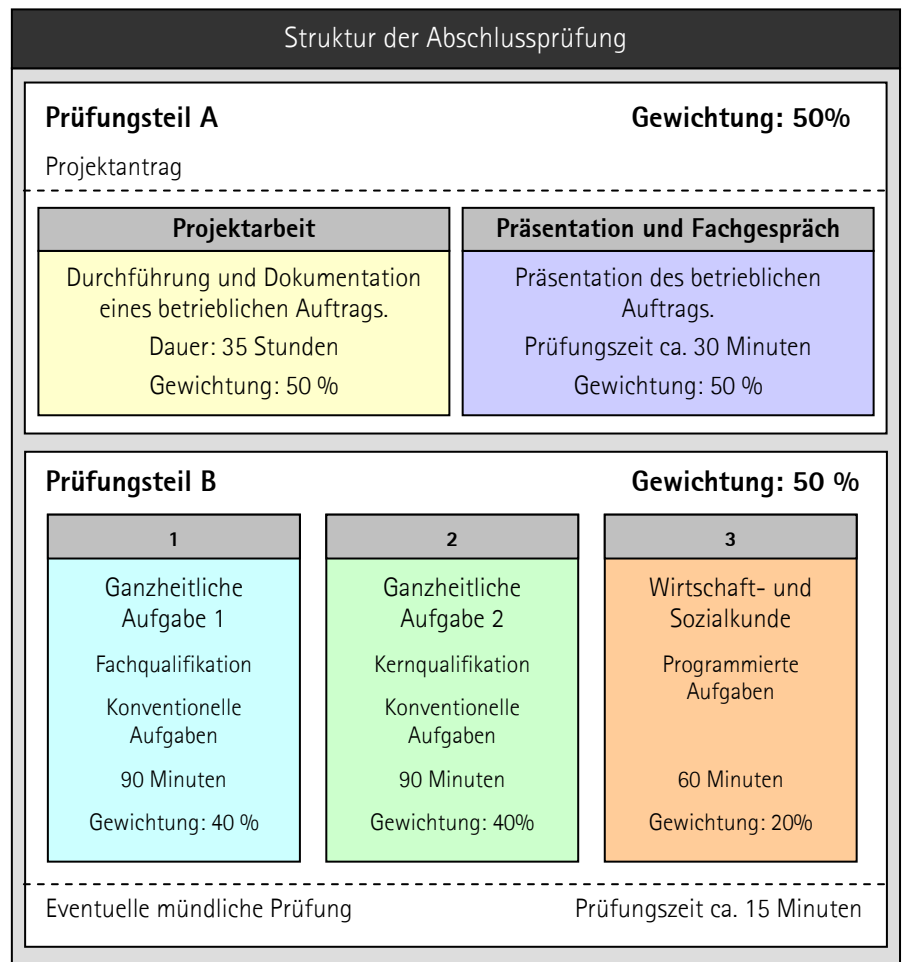 Struktur der Abschlussprüfung
Prüfungsteil A
Gewichtung: 50%
Projektantrag
Projektarbeit
Durchführung und Dokumentation
eines betrieblichen Auftrags.
Dauer: 35 Stunden
Gewichtung: 50 %
Präsentation und Fachgespräch
Präsentation des betrieblichen
Auftrags.
Prüfungszeit ca. 30 Minuten
Gewichtung: 50 %
Prüfungsteil B
Gewichtung: 50 %
1
Ganzheitliche
Aufgabe 1
Fachqualifikation
Konventionelle
Aufgaben
90 Minuten
Gewichtung: 40 %
2
Ganzheitliche
Aufgabe 2
Kernqualifikation
Konventionelle
Aufgaben
90 Minuten
Gewichtung: 40%
3
Wirtschaft- und
Sozialkunde
Programmierte
Aufgaben
60 Minuten
Gewichtung: 20%
Eventuelle mündliche Prüfung
Prüfungszeit ca. 15 Minuten